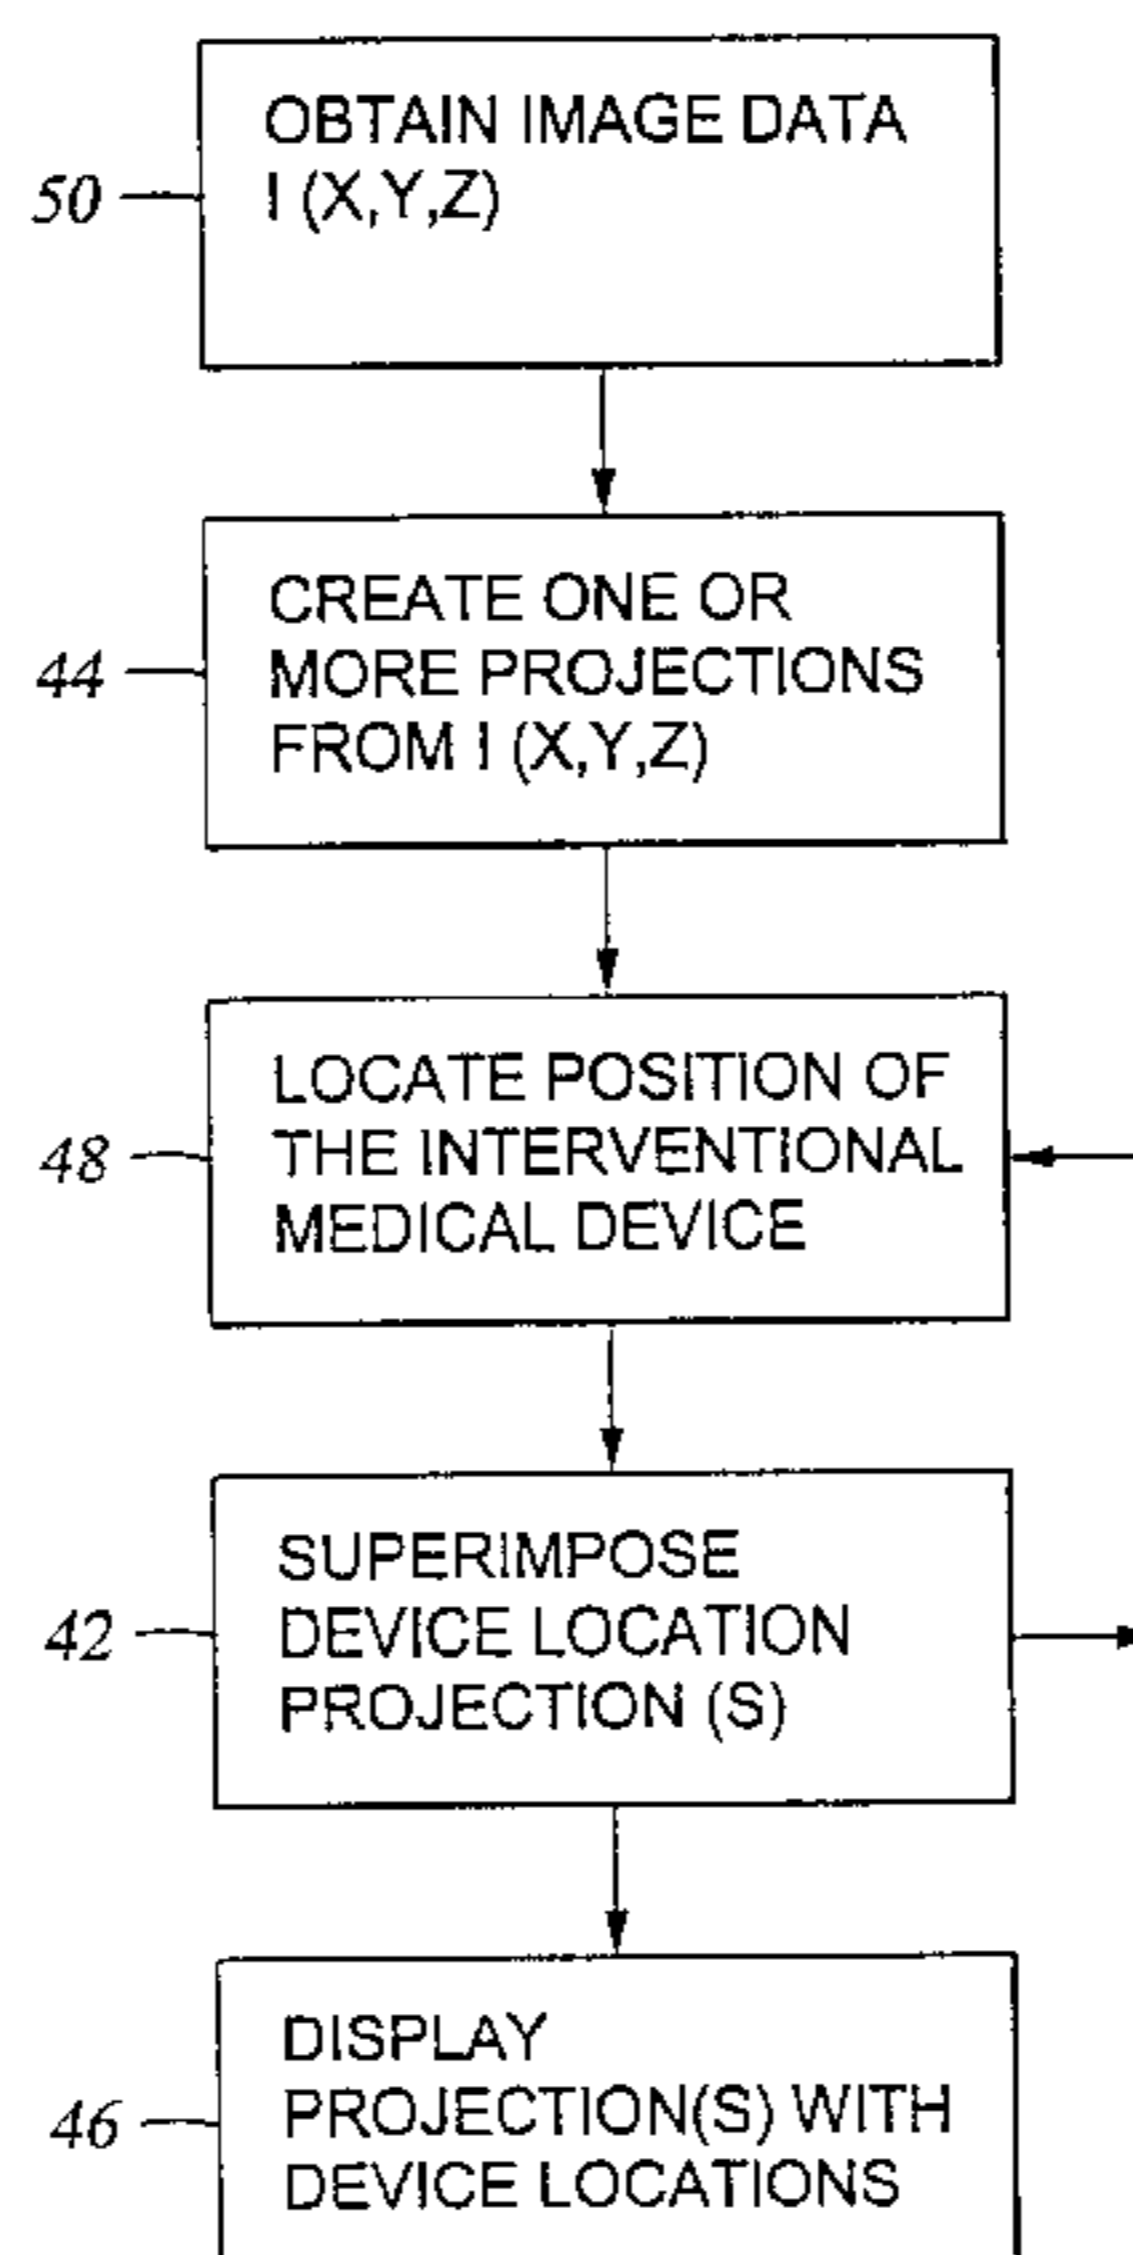 OBTAIN IMAGE DATA
50
I (X,Y,Z)
CREATE ONE OR
44
MORE PROJECTIONS
FROM I (X,Y,Z)
LOCATE POSITION OF
48
THE INTERVENTIONAL
MEDICAL DEVICE
SUPERIMPOSE
42
DEVICE LOCATION
PROJECTION (S)
DISPLAY
46
PROJECTION(S) WITH
DEVICE LOCATIONS